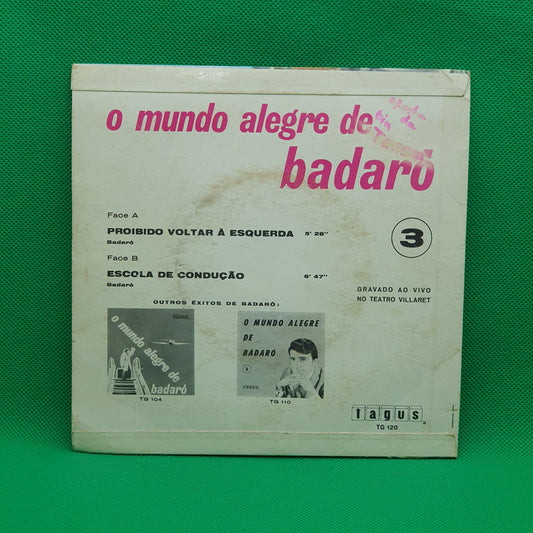 o mundo alegre de
badaró
3
Face A
PROIBIDO VOLTAR À ESQUERDA 5' 28"
Badaró
Face B
ESCOLA DE CONDUÇÃO 6' 47"
Badaró
GRAVADO AO VIVO
NO TEATRO VILLARET
OUTROS ÊXITOS DE BADARÓ:
o mundo alegre de
badaró
TG 104
O MUNDO ALEGRE
DE
BADARÓ
TG 110
tagus
TG 120